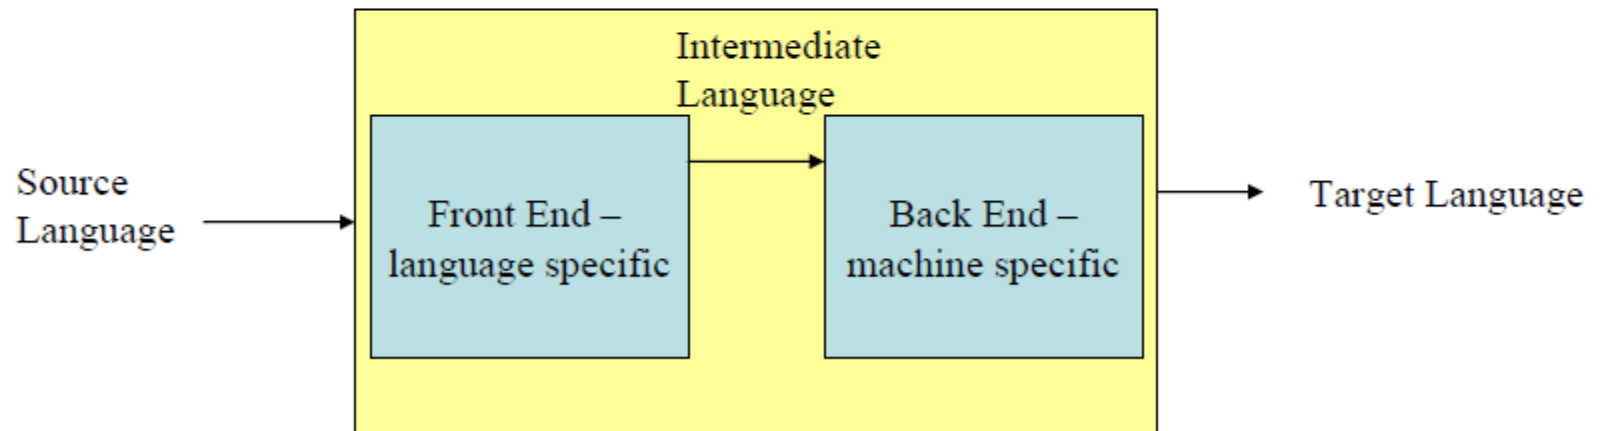 Intermediate
Language
Source
Language
Front End –
language specific
Back End –
machine specific
Target Language